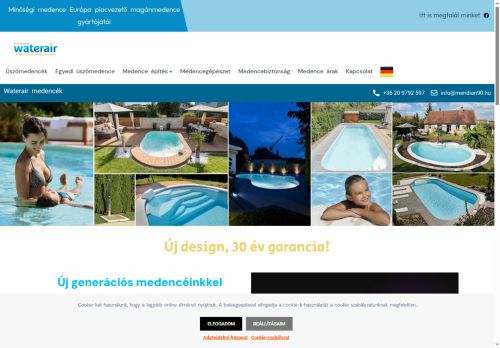 Minőségi medence Európa piacvezető magánmedence
gyártójától
Itt is megtalál minket
waterair
Úszómedencék Egyedi úszómedence Medence építés Medencegépészet Medencebiztonság Medence árak Kapcsolat
Waterair medencék
+36 20 9792 597 info@meridien90.hu
Új design, 30 év garancia!
Új generációs medencéinkkel
Cookie-kat használunk, hogy a legjobb online élményt nyújtsuk. A beleegyezéssel elfogadja a cookie-k használatát a cookie szabályzatunknak megfelelően.
ELFOGADOM BEÁLLÍTÁSAIM
Adatvédelmi központ Cookie-szabályzat